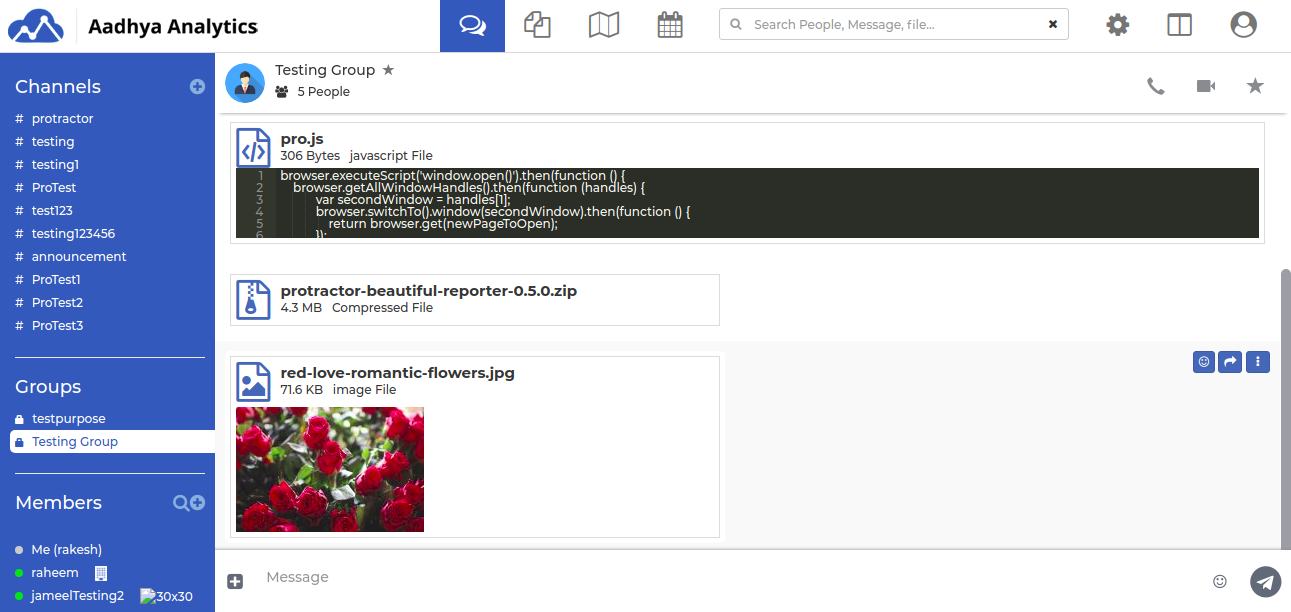 Aadhya Analytics
Search People, Message, file...
Channels
# protractor
# testing
# testing1
# ProTest
# test123
# testing123456
# announcement
# ProTest1
# ProTest2
# ProTest3
Groups
testpurpose
Testing Group
Members
Me (rakesh)
raheem
jameelTesting2 30x30
Testing Group
5 People
pro.js
306 Bytes javascript File
1 browser.executeScript('window.open()').then(function () {
2 browser.getAllWindowHandles().then(function (handles) {
3 var secondWindow = handles[1];
4 browser.switchTo().window(secondWindow).then(function () {
5 return browser.get(newPageToOpen);
6 });
protractor-beautiful-reporter-0.5.0.zip
4.3 MB Compressed File
red-love-romantic-flowers.jpg
71.6 KB image File
Message